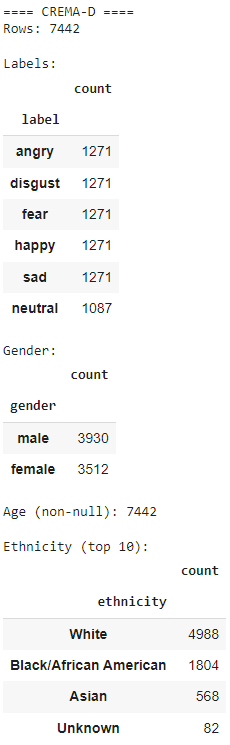 ==== CREMA-D ====
Rows: 7442
Labels:
count
label
angry 1271
disgust 1271
fear 1271
happy 1271
sad 1271
neutral 1087
Gender:
count
gender
male 3930
female 3512
Age (non-null): 7442
Ethnicity (top 10):
count
ethnicity
White 4988
Black/African American 1804
Asian 568
Unknown 82